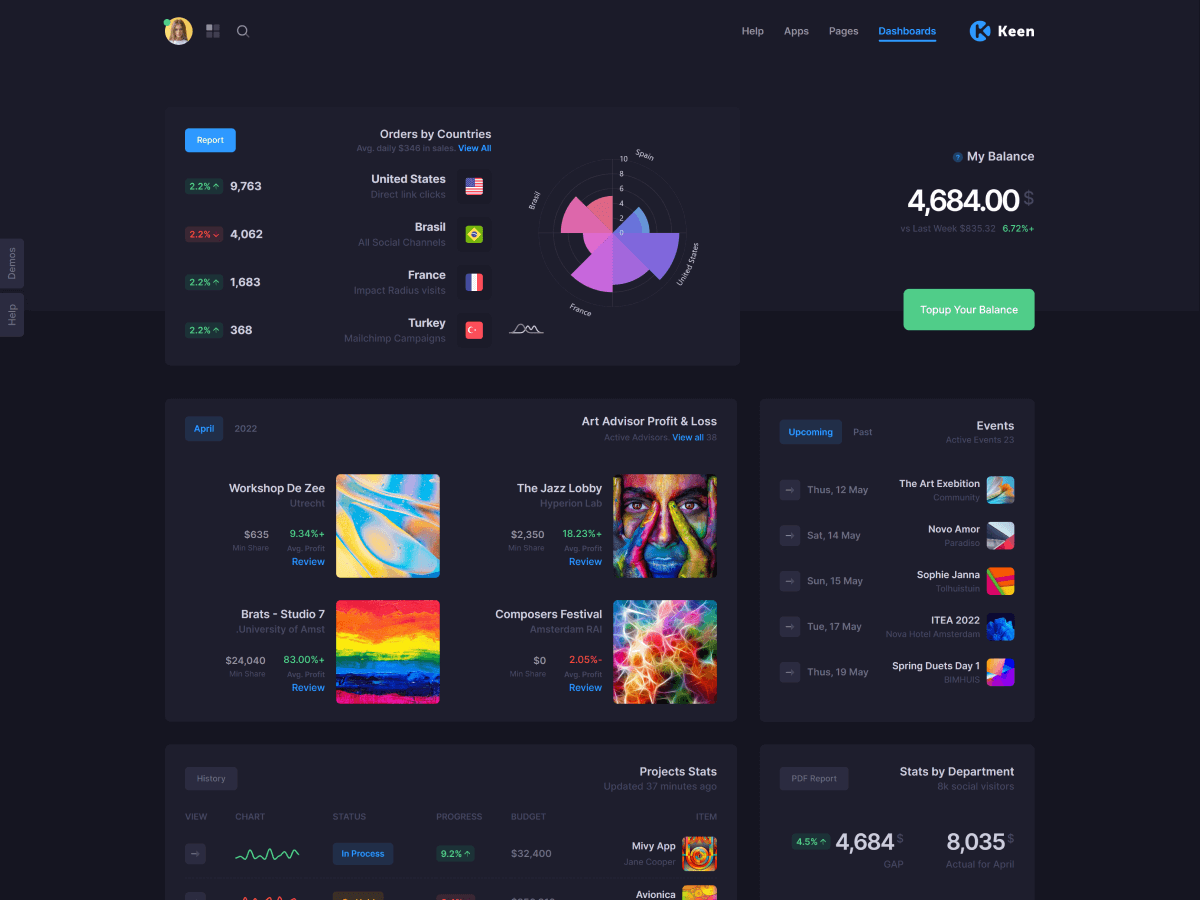 Help
Apps
Pages
Dashboards
Keen
Report
Orders by Countries
Avg. daily $346 in sales. View All
2.2%
9,763
United States
Direct link clicks
2.2%
4,062
Brasil
All Social Channels
2.2%
1,683
France
Impact Radius visits
2.2%
368
Turkey
Mailchimp Campaigns
10
8
6
4
2
0
Spain
Brasil
United States
France
? My Balance
4,684.00 $
vs Last Week $835.32 6.72%+
Topup Your Balance
Demos
Help
April
2022
Art Advisor Profit & Loss
Active Advisors. View all 38
Workshop De Zee
Utrecht
$635
9.34%+
Min Share
Avg. Profit
Review
The Jazz Lobby
Hyperion Lab
$2,350
18.23%+
Min Share
Avg. Profit
Review
Brats - Studio 7
.University of Amst
$24,040
83.00%+
Min Share
Avg. Profit
Review
Composers Festival
Amsterdam RAI
$0
2.05%-
Min Share
Avg. Profit
Review
Upcoming
Past
Events
Active Events 23
Thus, 12 May
The Art Exebition
Community
Sat, 14 May
Novo Amor
Paradiso
Sun, 15 May
Sophie Janna
Tolhuistuin
Tue, 17 May
ITEA 2022
Nova Hotel Amsterdam
Thus, 19 May
Spring Duets Day 1
BIMHUIS
History
Projects Stats
Updated 37 minutes ago
VIEW
CHART
STATUS
PROGRESS
BUDGET
ITEM
In Process
9.2%
$32,400
Mivy App
Jane Cooper
Avionica
PDF Report
Stats by Department
8k social visitors
4.5%
4,684 $
GAP
8,035 $
Actual for April